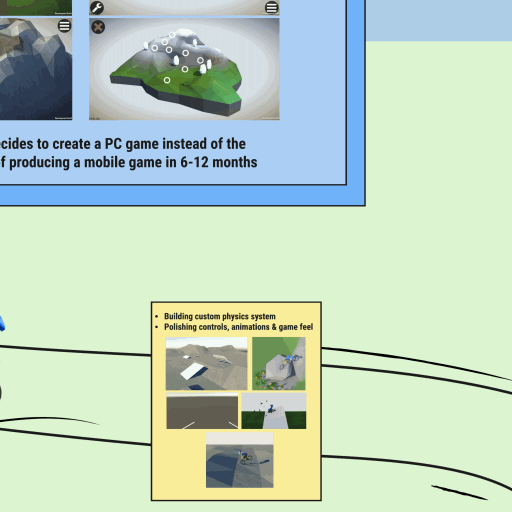 ecides to create a PC game instead of the
f producing a mobile game in 6-12 months
• Building custom physics system
• Polishing controls, animations & game feel